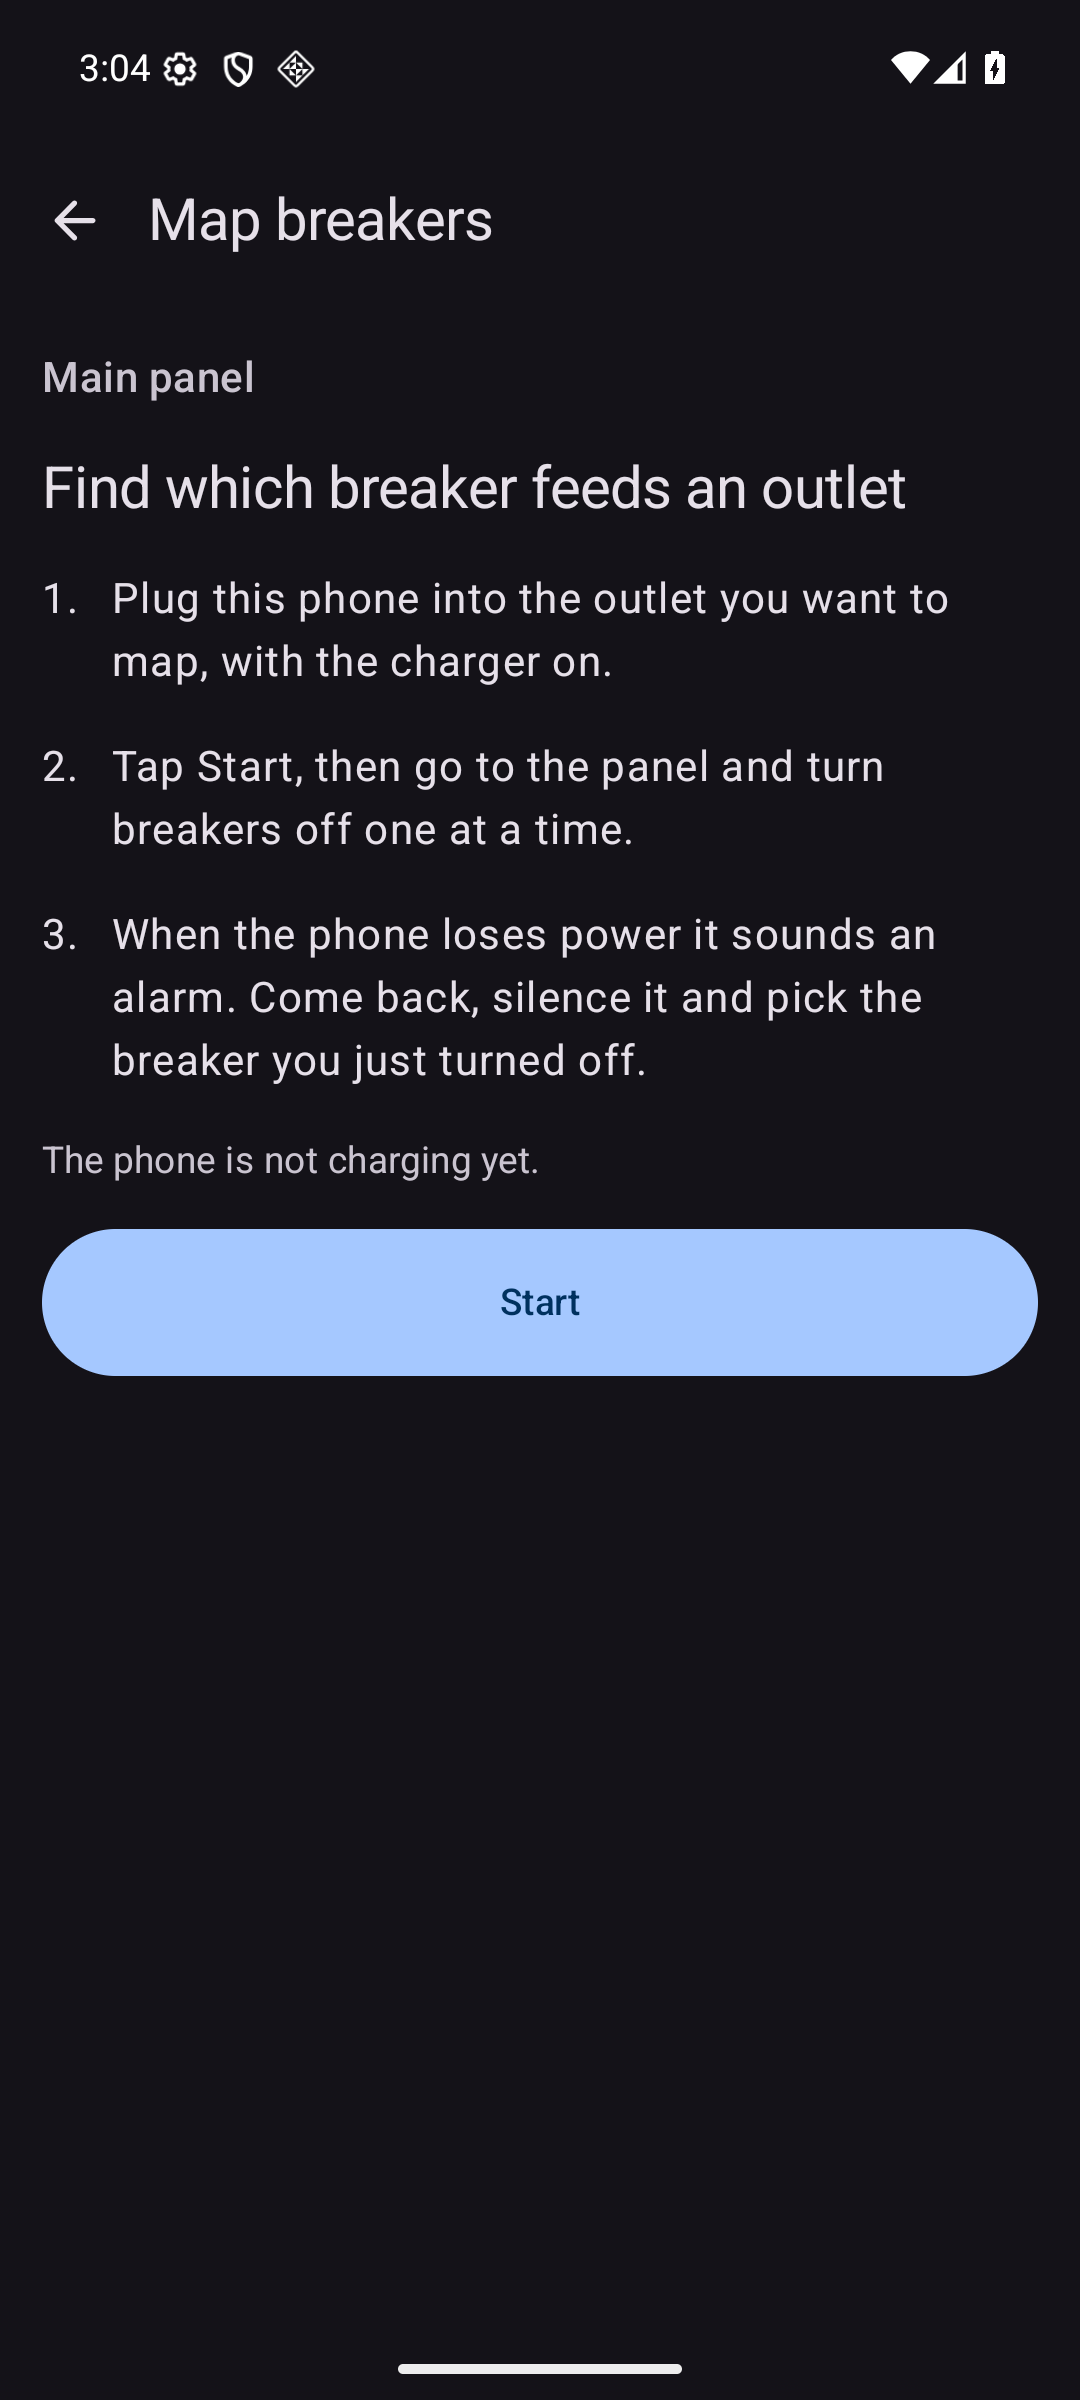 3:04
Map breakers
Main panel
Find which breaker feeds an outlet
1. Plug this phone into the outlet you want to
map, with the charger on.
2. Tap Start, then go to the panel and turn
breakers off one at a time.
3. When the phone loses power it sounds an
alarm. Come back, silence it and pick the
breaker you just turned off.
The phone is not charging yet.
Start